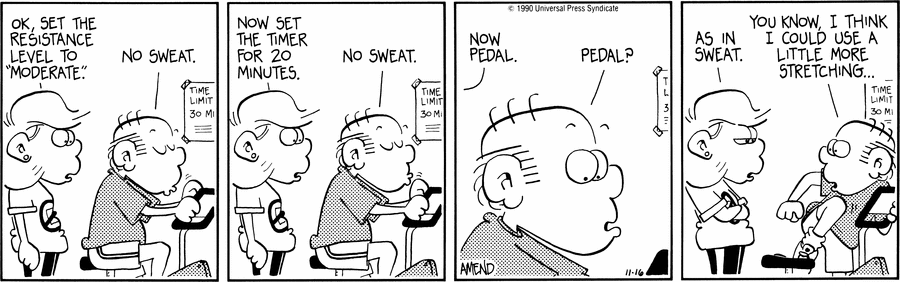 OK, SET THE
RESISTANCE
LEVEL TO
"MODERATE."
NO SWEAT.
TIME
LIMIT
30 MI
NOW SET
THE TIMER
FOR 20
MINUTES.
NO SWEAT.
TIME
LIMIT
30 MI
© 1990 Universal Press Syndicate
NOW
PEDAL.
PEDAL?
T
L
3
AMEND
11-16
AS IN
SWEAT.
YOU KNOW, I THINK
I COULD USE A
LITTLE MORE
STRETCHING...
TIME
LIMIT
30 MI